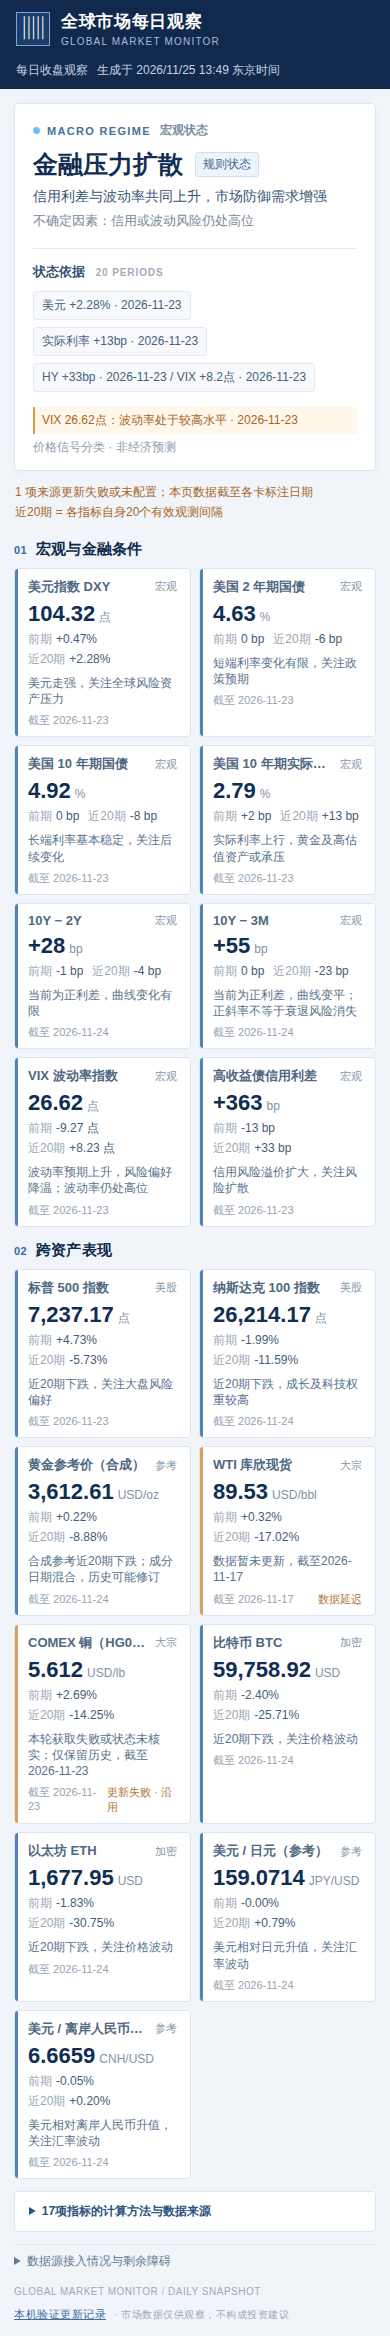 全球市场每日观察
GLOBAL MARKET MONITOR
每日收盘观察 生成于 2026/11/25 13:49 东京时间
MACRO REGIME 宏观状态
金融压力扩散 规则状态
信用利差与波动率共同上升，市场防御需求增强
不确定因素：信用或波动风险仍处高位
状态依据 20 PERIODS
美元 +2.28% · 2026-11-23
实际利率 +13bp · 2026-11-23
HY +33bp · 2026-11-23 / VIX +8.2点 · 2026-11-23
VIX 26.62点：波动率处于较高水平 · 2026-11-23
价格信号分类 · 非经济预测
1 项来源更新失败或未配置；本页数据截至各卡标注日期
近20期 = 各指标自身20个有效观测间隔
01 宏观与金融条件
美元指数 DXY 宏观
104.32 点
前期 +0.47%
近20期 +2.28%
美元走强，关注全球风险资
产压力
截至 2026-11-23
美国 2 年期国债 宏观
4.63 %
前期 0 bp 近20期 -6 bp
短端利率变化有限，关注政
策预期
截至 2026-11-23
美国 10 年期国债 宏观
4.92 %
前期 0 bp 近20期 -8 bp
长端利率基本稳定，关注后
续变化
截至 2026-11-23
美国 10 年期实际… 宏观
2.79 %
前期 +2 bp 近20期 +13 bp
实际利率上行，黄金及高估
值资产或承压
截至 2026-11-23
10Y − 2Y 宏观
+28 bp
前期 -1 bp 近20期 -4 bp
当前为正利差，曲线变化有
限
截至 2026-11-24
10Y − 3M 宏观
+55 bp
前期 0 bp 近20期 -23 bp
当前为正利差，曲线变平；
正斜率不等于衰退风险消失
截至 2026-11-24
VIX 波动率指数 宏观
26.62 点
前期 -9.27 点
近20期 +8.23 点
波动率预期上升，风险偏好
降温；波动率仍处高位
截至 2026-11-23
高收益债信用利差 宏观
+363 bp
前期 -13 bp
近20期 +33 bp
信用风险溢价扩大，关注风
险扩散
截至 2026-11-23
02 跨资产表现
标普 500 指数 美股
7,237.17 点
前期 +4.73%
近20期 -5.73%
近20期下跌，关注大盘风险
偏好
截至 2026-11-23
纳斯达克 100 指数 美股
26,214.17 点
前期 -1.99%
近20期 -11.59%
近20期下跌，成长及科技权
重较高
截至 2026-11-24
黄金参考价（合成） 参考
3,612.61 USD/oz
前期 +0.22%
近20期 -8.88%
合成参考近20期下跌；成分
日期混合，历史可能修订
截至 2026-11-24
WTI 库欣现货 大宗
89.53 USD/bbl
前期 +0.32%
近20期 -17.02%
数据暂未更新，截至2026-
11-17
截至 2026-11-17 数据延迟
COMEX 铜（HG0… 大宗
5.612 USD/lb
前期 +2.69%
近20期 -14.25%
本轮获取失败或状态未核
实；仅保留历史，截至
2026-11-23
截至 2026-11-
23
更新失败 · 沿
用
比特币 BTC 加密
59,758.92 USD
前期 -2.40%
近20期 -25.71%
近20期下跌，关注价格波动
截至 2026-11-24
以太坊 ETH 加密
1,677.95 USD
前期 -1.83%
近20期 -30.75%
近20期下跌，关注价格波动
截至 2026-11-24
美元 / 日元（参考） 参考
159.0714 JPY/USD
前期 -0.00%
近20期 +0.79%
美元相对日元升值，关注汇
率波动
截至 2026-11-24
美元 / 离岸人民币… 参考
6.6659 CNH/USD
前期 -0.05%
近20期 +0.20%
美元相对离岸人民币升值，
关注汇率波动
截至 2026-11-24
17项指标的计算方法与数据来源
数据源接入情况与剩余障碍
GLOBAL MARKET MONITOR / DAILY SNAPSHOT
本机验证更新记录 · 市场数据仅供观察，不构成投资建议